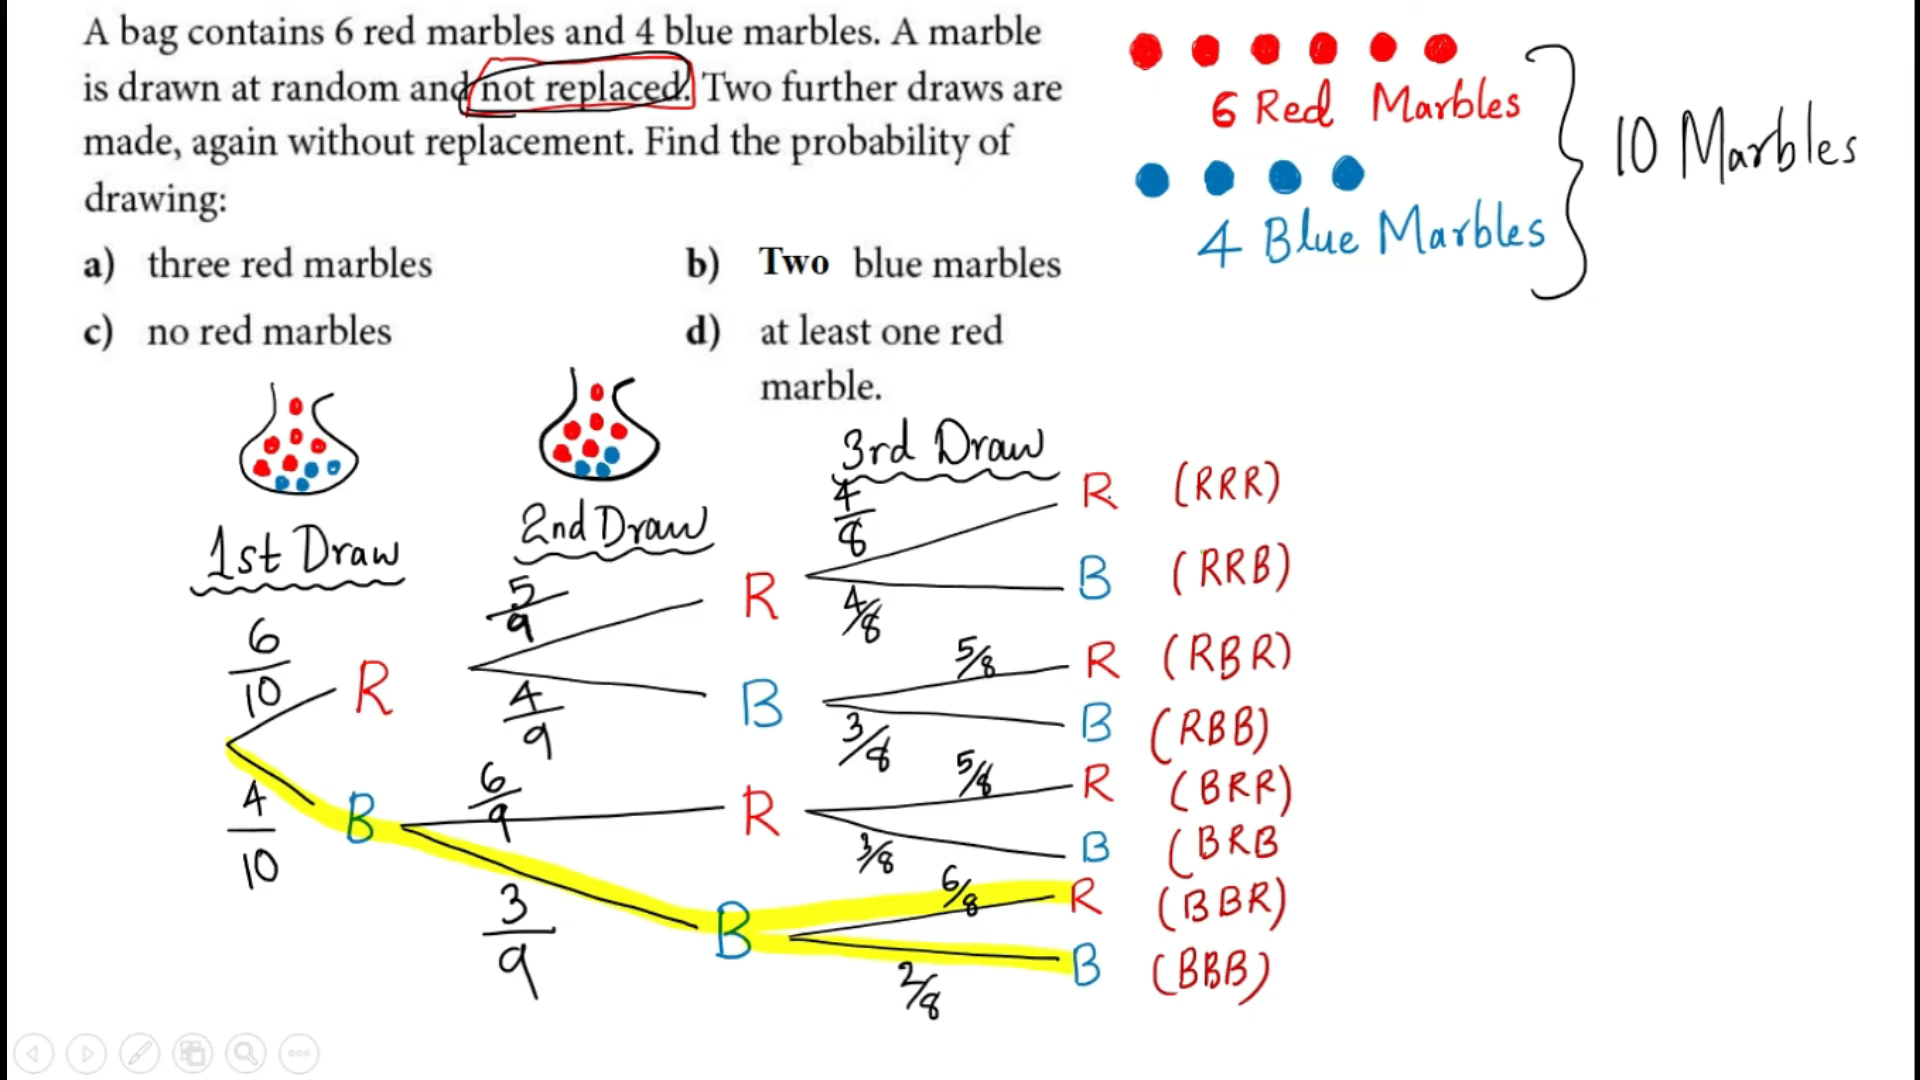 A bag contains 6 red marbles and 4 blue marbles. A marble
is drawn at random and not replaced. Two further draws are
made, again without replacement. Find the probability of
drawing:
a) three red marbles
b) Two blue marbles
c) no red marbles
d) at least one red
marble.
6 Red Marbles
4 Blue Marbles
10 Marbles
1st Draw
2nd Draw
3rd Draw
6/10
R
4/10
B
5/9
R
4/9
B
6/9
R
3/9
B
4/8
R (RRR)
4/8
B (RRB)
5/8
R (RBR)
3/8
B (RBB)
5/8
R (BRR)
3/8
B (BRB
6/8
R (BBR)
2/8
B (BBB)